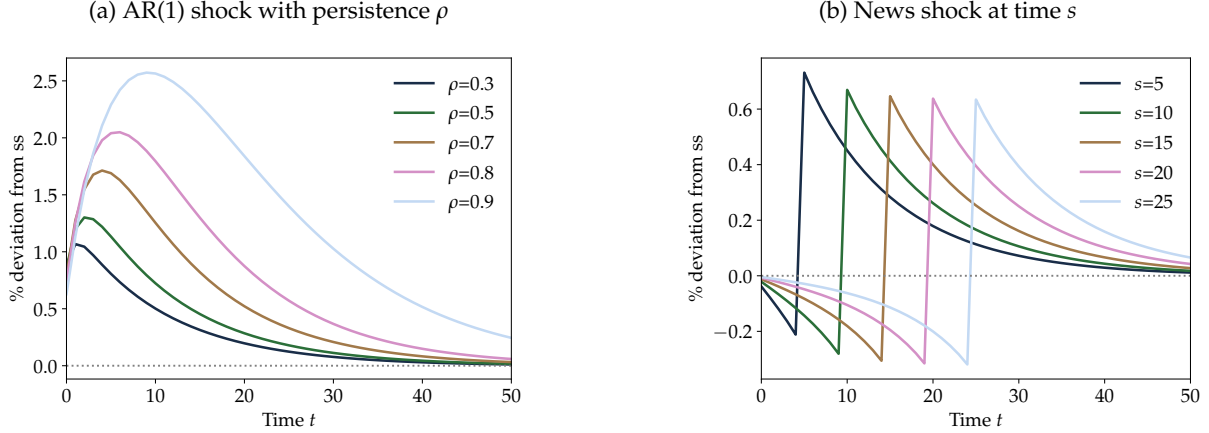 (a) AR(1) shock with persistence ρ
% deviation from ss
2.5
2.0
1.5
1.0
0.5
0.0
ρ=0.3
ρ=0.5
ρ=0.7
ρ=0.8
ρ=0.9
0 10 20 30 40 50
Time t
(b) News shock at time s
% deviation from ss
0.6
0.4
0.2
0.0
−0.2
s=5
s=10
s=15
s=20
s=25
0 10 20 30 40 50
Time t